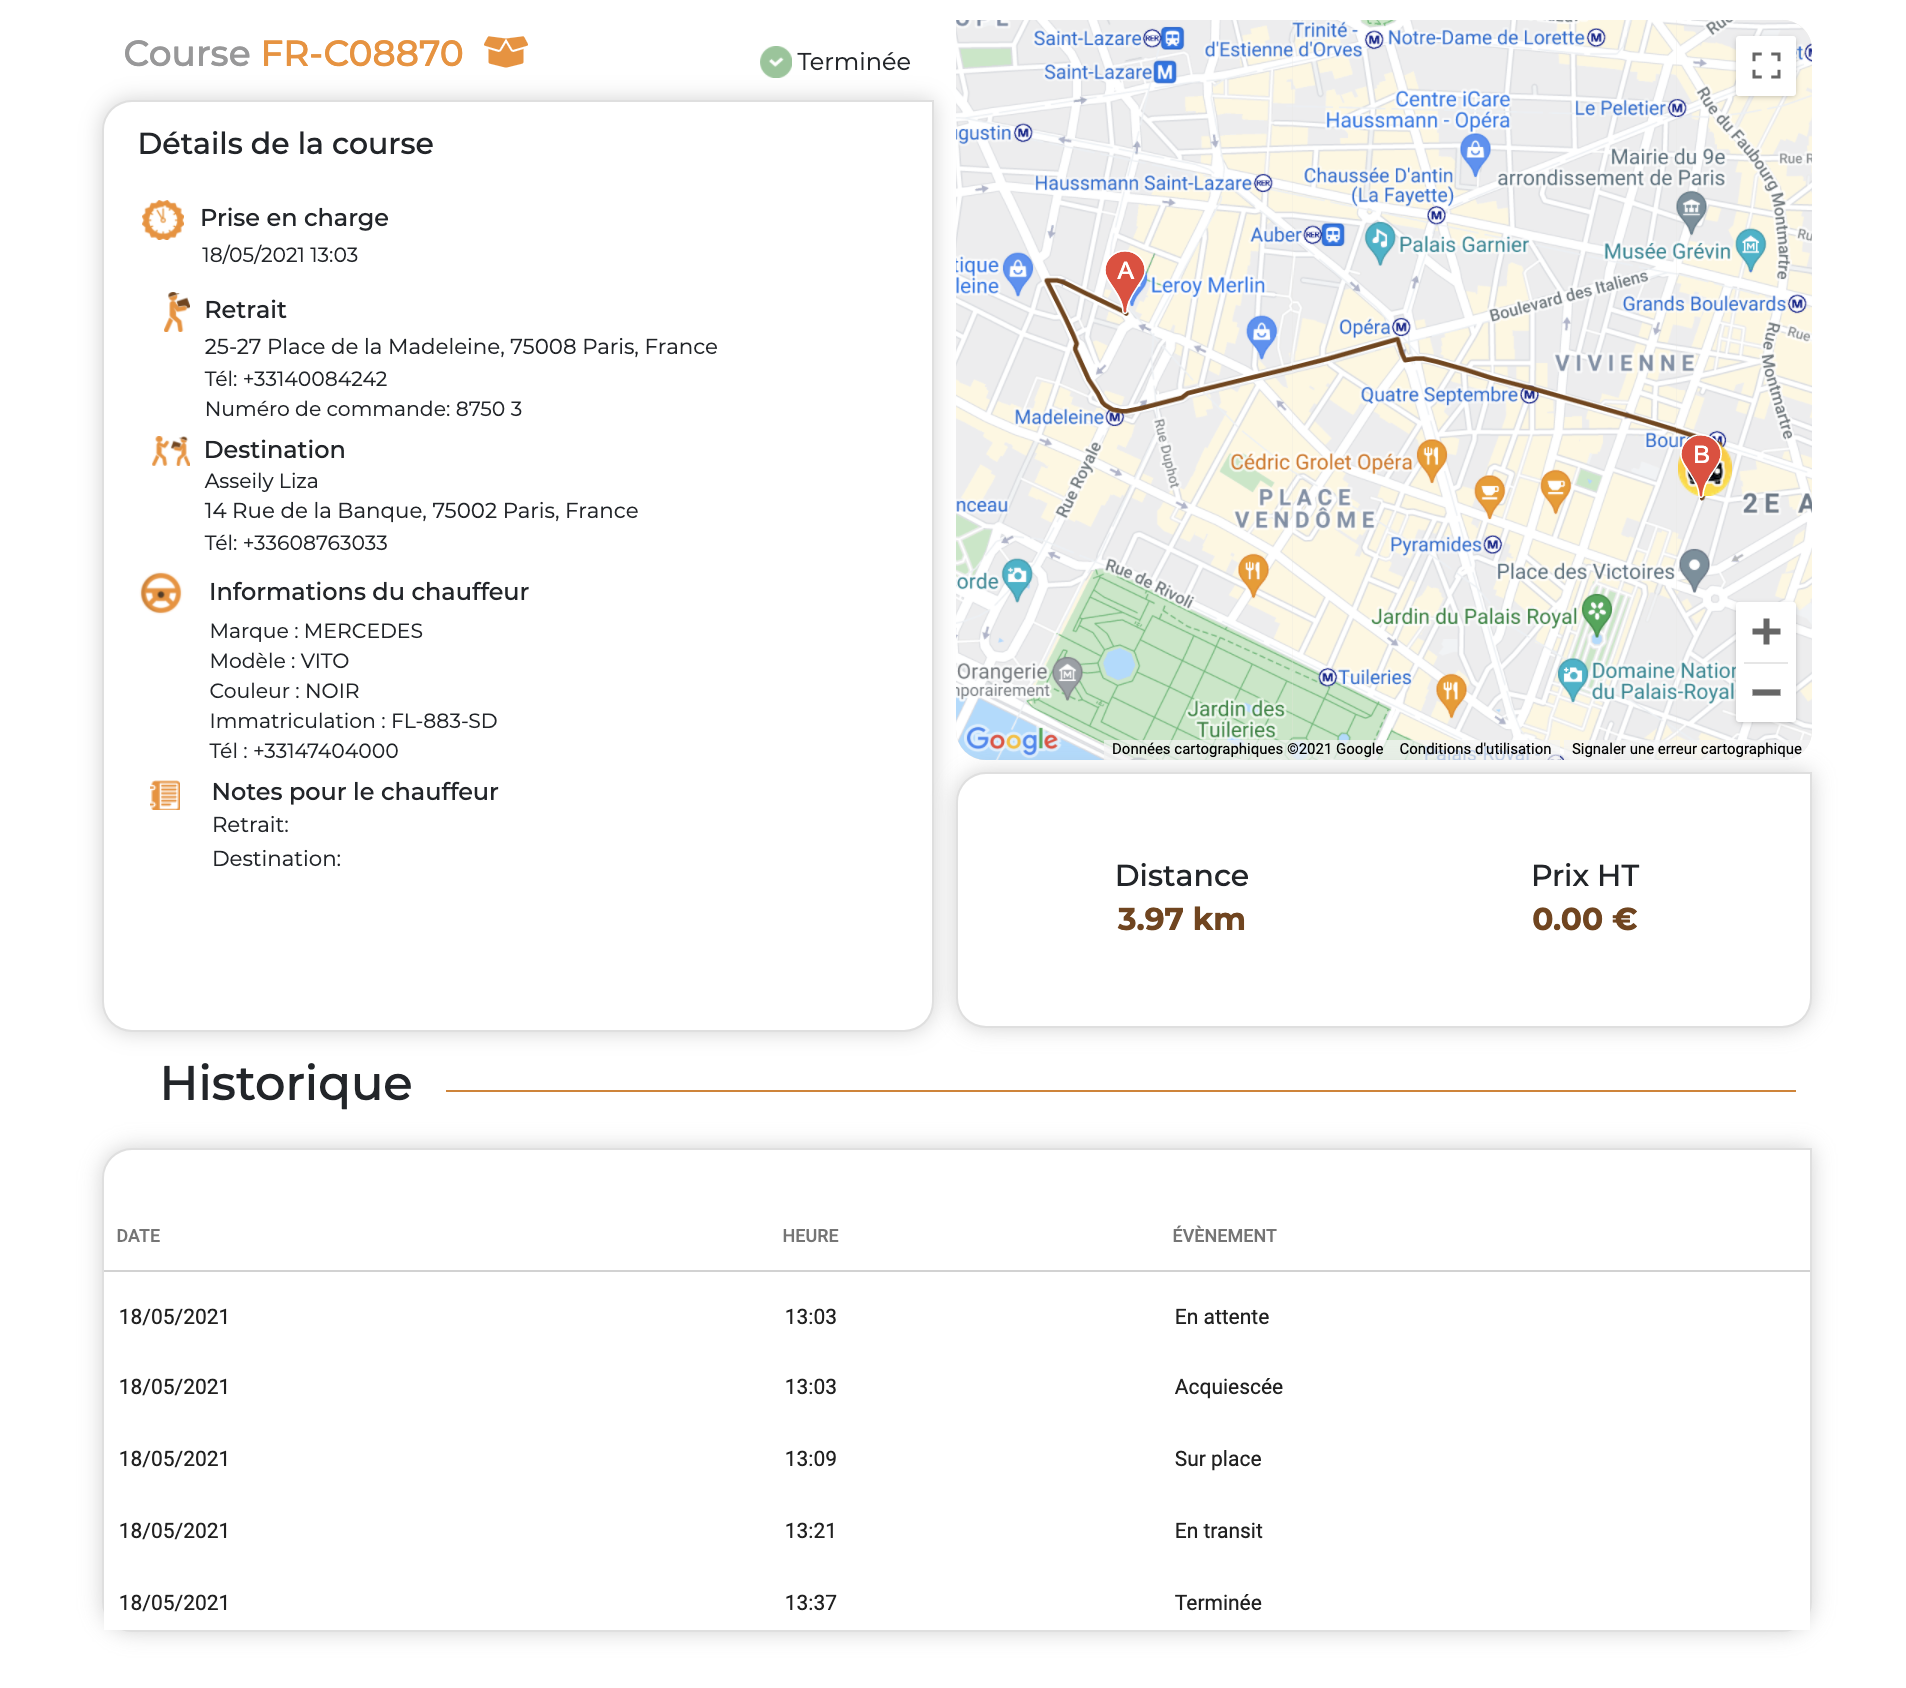 Course FR-C08870
Terminée
Détails de la course
Prise en charge
18/05/2021 13:03
Retrait
25-27 Place de la Madeleine, 75008 Paris, France
Tél: +33140084242
Numéro de commande: 8750 3
Destination
Asseily Liza
14 Rue de la Banque, 75002 Paris, France
Tél: +33608763033
Informations du chauffeur
Marque : MERCEDES
Modèle : VITO
Couleur : NOIR
Immatriculation : FL-883-SD
Tél : +33147404000
Notes pour le chauffeur
Retrait:
Destination:
Saint-Lazare
Trinité -
d'Estienne d'Orves
Notre-Dame de Lorette
Saint-Lazare
Centre iCare
Haussmann - Opéra
Le Peletier
Rue du Faubourg Montmartre
gustin
Mairie du 9e
arrondissement de Paris
Haussmann Saint-Lazare
Chaussée D'antin
(La Fayette)
Auber
Palais Garnier
Musée Grévin
tique
leine
A
Leroy Merlin
Boulevard des Italiens
Grands Boulevards
Opéra
Rue
Rue Montmartre
VIVIENNE
Quatre Septembre
Madeleine
Rue Duphot
Rue Royale
Bour
B
Cédric Grolet Opéra
PLACE
VENDÔME
2E A
nceau
Pyramides
Place des Victoires
orde
Rue de Rivoli
Jardin du Palais Royal
Orangerie
mporairement
Tuileries
Domaine Nation
du Palais-Royal
Jardin des
Tuileries
Google
Données cartographiques ©2021 Google
Conditions d'utilisation
Signaler une erreur cartographique
Distance
3.97 km
Prix HT
0.00 €
Historique
DATE HEURE ÉVÈNEMENT
18/05/2021 13:03 En attente
18/05/2021 13:03 Acquiescée
18/05/2021 13:09 Sur place
18/05/2021 13:21 En transit
18/05/2021 13:37 Terminée